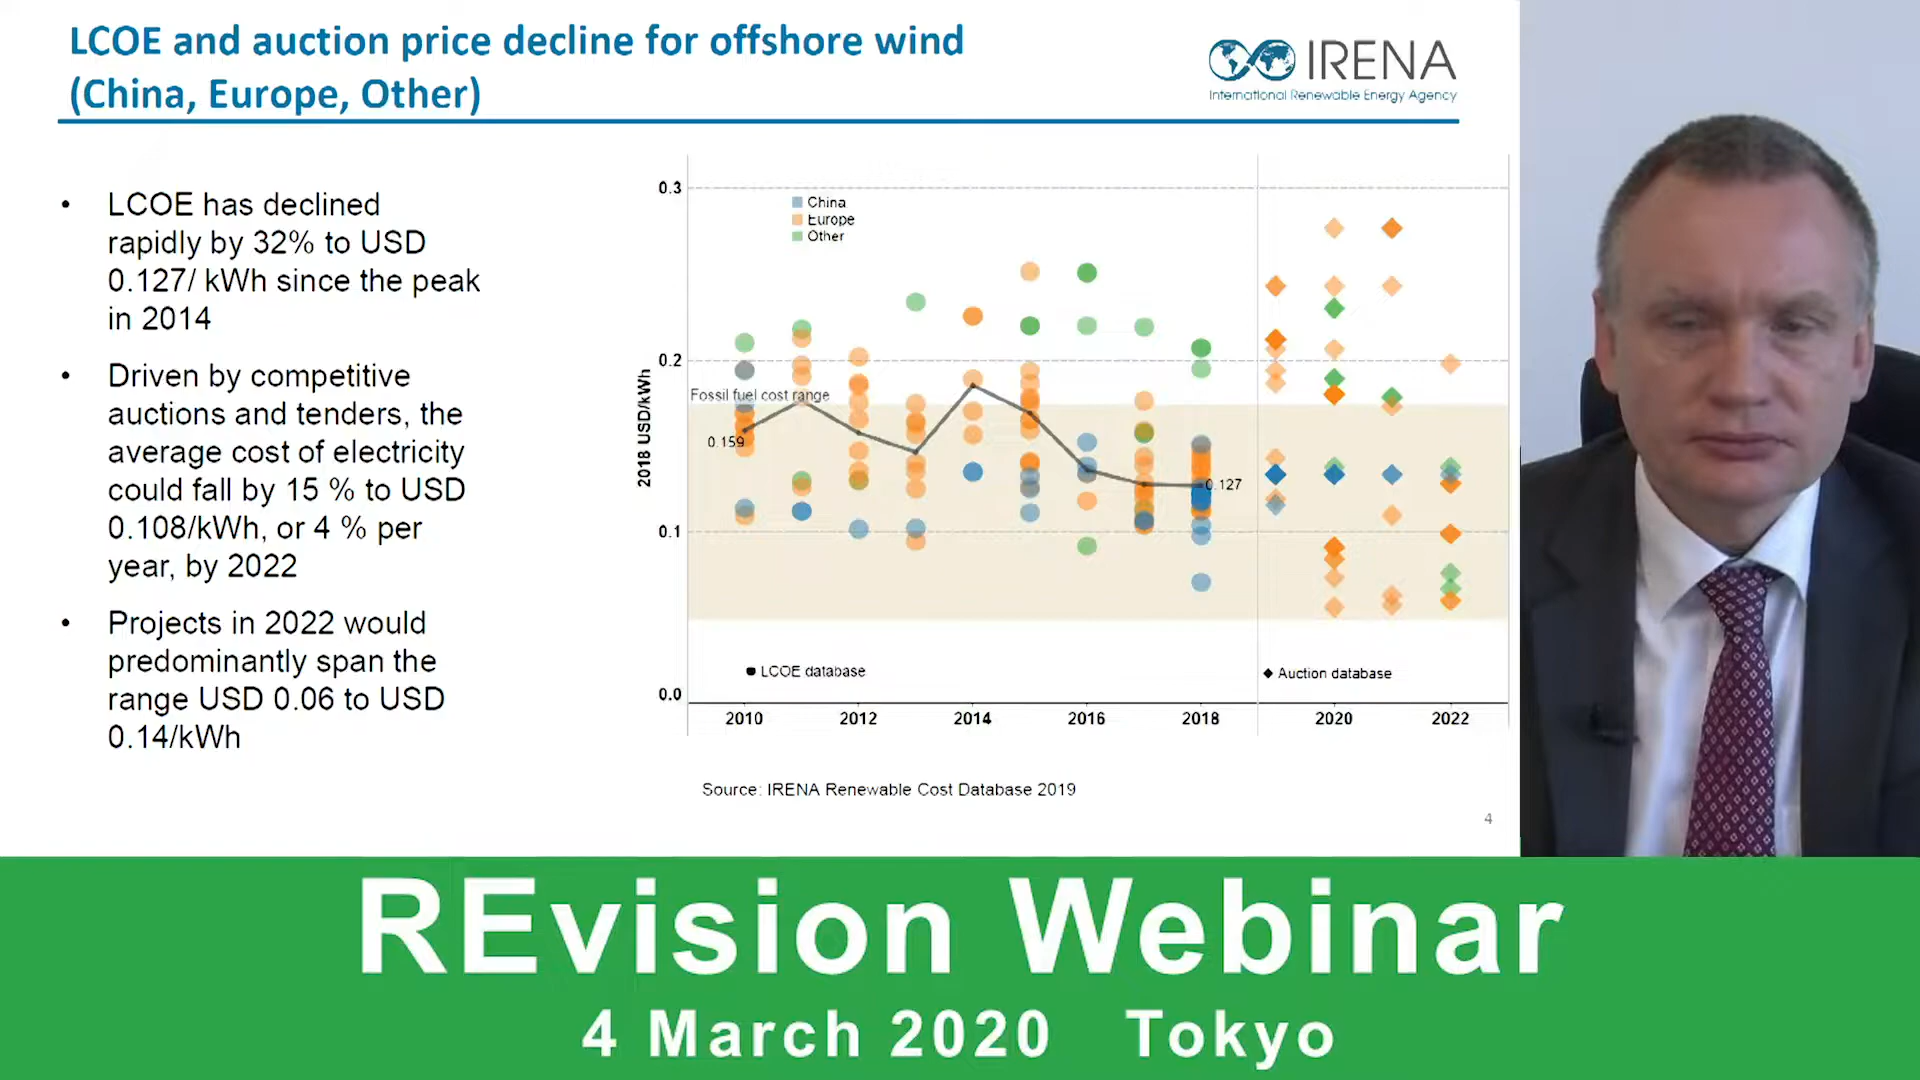 LCOE and auction price decline for offshore wind
(China, Europe, Other)
IRENA
International Renewable Energy Agency
• LCOE has declined
rapidly by 32% to USD
0.127/ kWh since the peak
in 2014
• Driven by competitive
auctions and tenders, the
average cost of electricity
could fall by 15 % to USD
0.108/kWh, or 4 % per
year, by 2022
• Projects in 2022 would
predominantly span the
range USD 0.06 to USD
0.14/kWh
2018 USD/kWh
0.3
0.2
0.1
0.0
China
Europe
Other
Fossil fuel cost range
0.159
0.127
LCOE database
Auction database
2010 2012 2014 2016 2018 2020 2022
Source: IRENA Renewable Cost Database 2019
4
REvision Webinar
4 March 2020 Tokyo